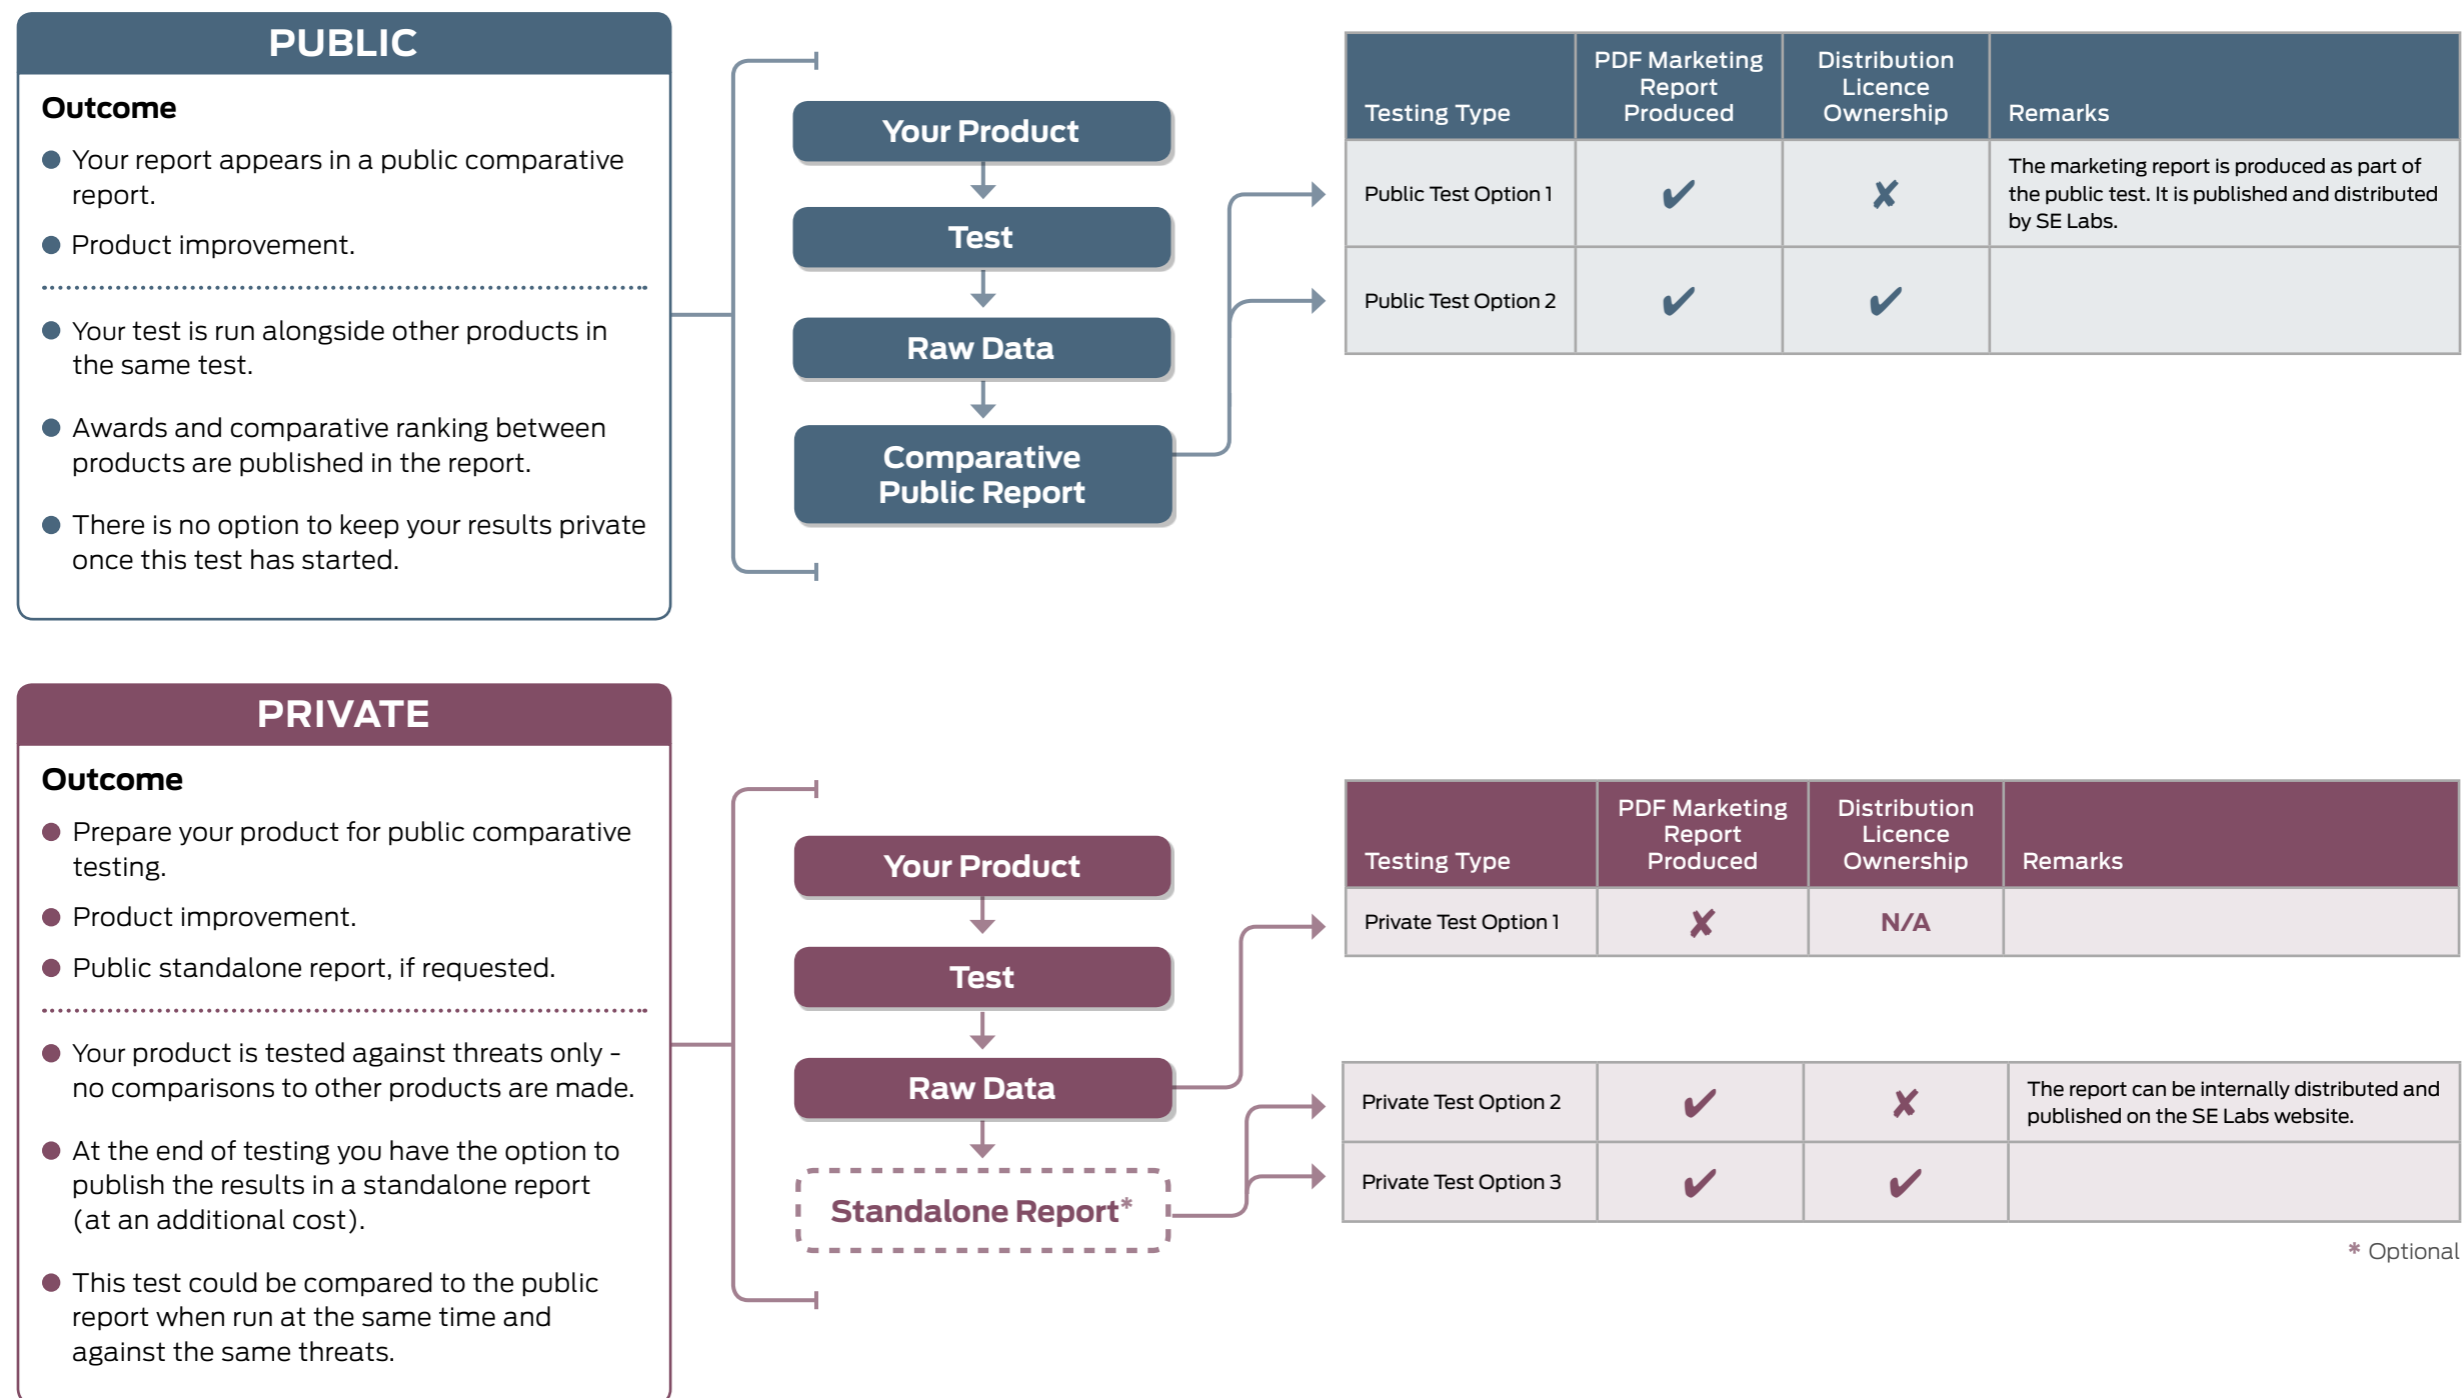 PUBLIC
Outcome
Your report appears in a public comparative
report.
Product improvement.
Your test is run alongside other products in
the same test.
Awards and comparative ranking between
products are published in the report.
There is no option to keep your results private
once this test has started.
Your Product
Test
Raw Data
Comparative
Public Report
Testing Type
PDF Marketing
Report
Produced
Distribution
Licence
Ownership
Remarks
Public Test Option 1
✔
✘
The marketing report is produced as part of
the public test. It is published and distributed
by SE Labs.
Public Test Option 2
✔
✔
PRIVATE
Outcome
Prepare your product for public comparative
testing.
Product improvement.
Public standalone report, if requested.
Your product is tested against threats only -
no comparisons to other products are made.
At the end of testing you have the option to
publish the results in a standalone report
(at an additional cost).
This test could be compared to the public
report when run at the same time and
against the same threats.
Your Product
Test
Raw Data
Standalone Report*
Testing Type
PDF Marketing
Report
Produced
Distribution
Licence
Ownership
Remarks
Private Test Option 1
✘
N/A
Private Test Option 2
✔
✘
The report can be internally distributed and
published on the SE Labs website.
Private Test Option 3
✔
✔
* Optional